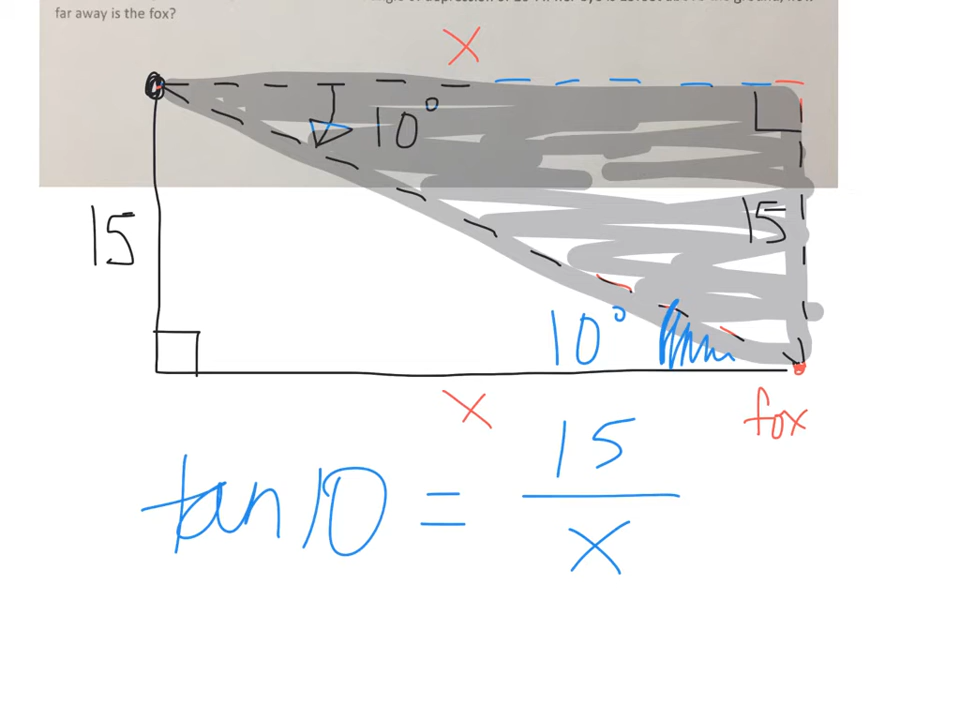 far away is the fox?
X
10°
15
15
10°
X
fox
tan 10 = 15
X